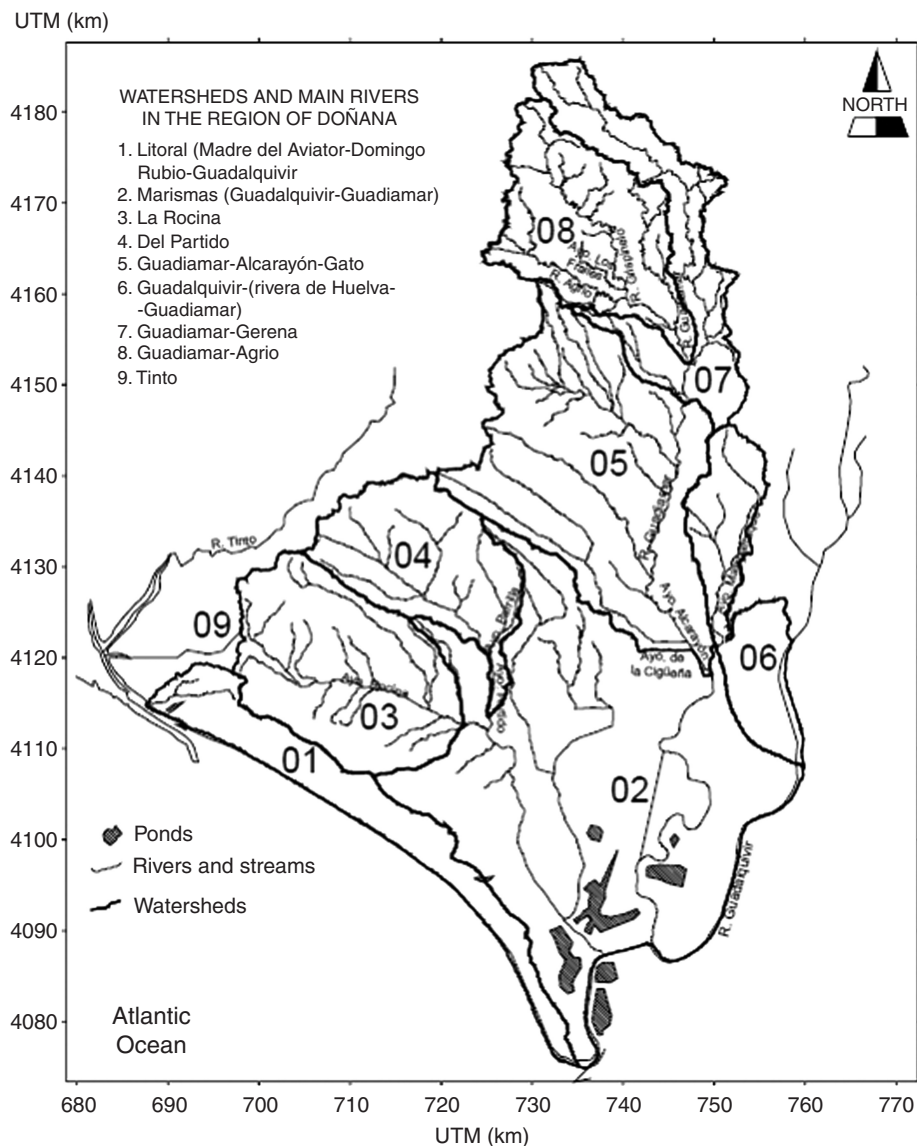 UTM (km)
WATERSHEDS AND MAIN RIVERS
IN THE REGION OF DOÑANA
1. Litoral (Madre del Aviator-Domingo
Rubio-Guadalquivir
2. Marismas (Guadalquivir-Guadiamar)
3. La Rocina
4. Del Partido
5. Guadiamar-Alcarayón-Gato
6. Guadalquivir-(rivera de Huelva-
-Guadiamar)
7. Guadiamar-Gerena
8. Guadiamar-Agrio
9. Tinto
NORTH
4180
4170
4160
4150
4140
4130
4120
4110
4100
4090
4080
08
R. Agrio
07
05
R. Guadiamar
R. Tinto
04
Ayo. Alcarayón
09
06
Ayo. de
la Cigüeña
03
01
02
R. Guadalquivir
Ponds
Rivers and streams
Watersheds
Atlantic
Ocean
680
690
700
710
720
730
740
750
760
770
UTM (km)